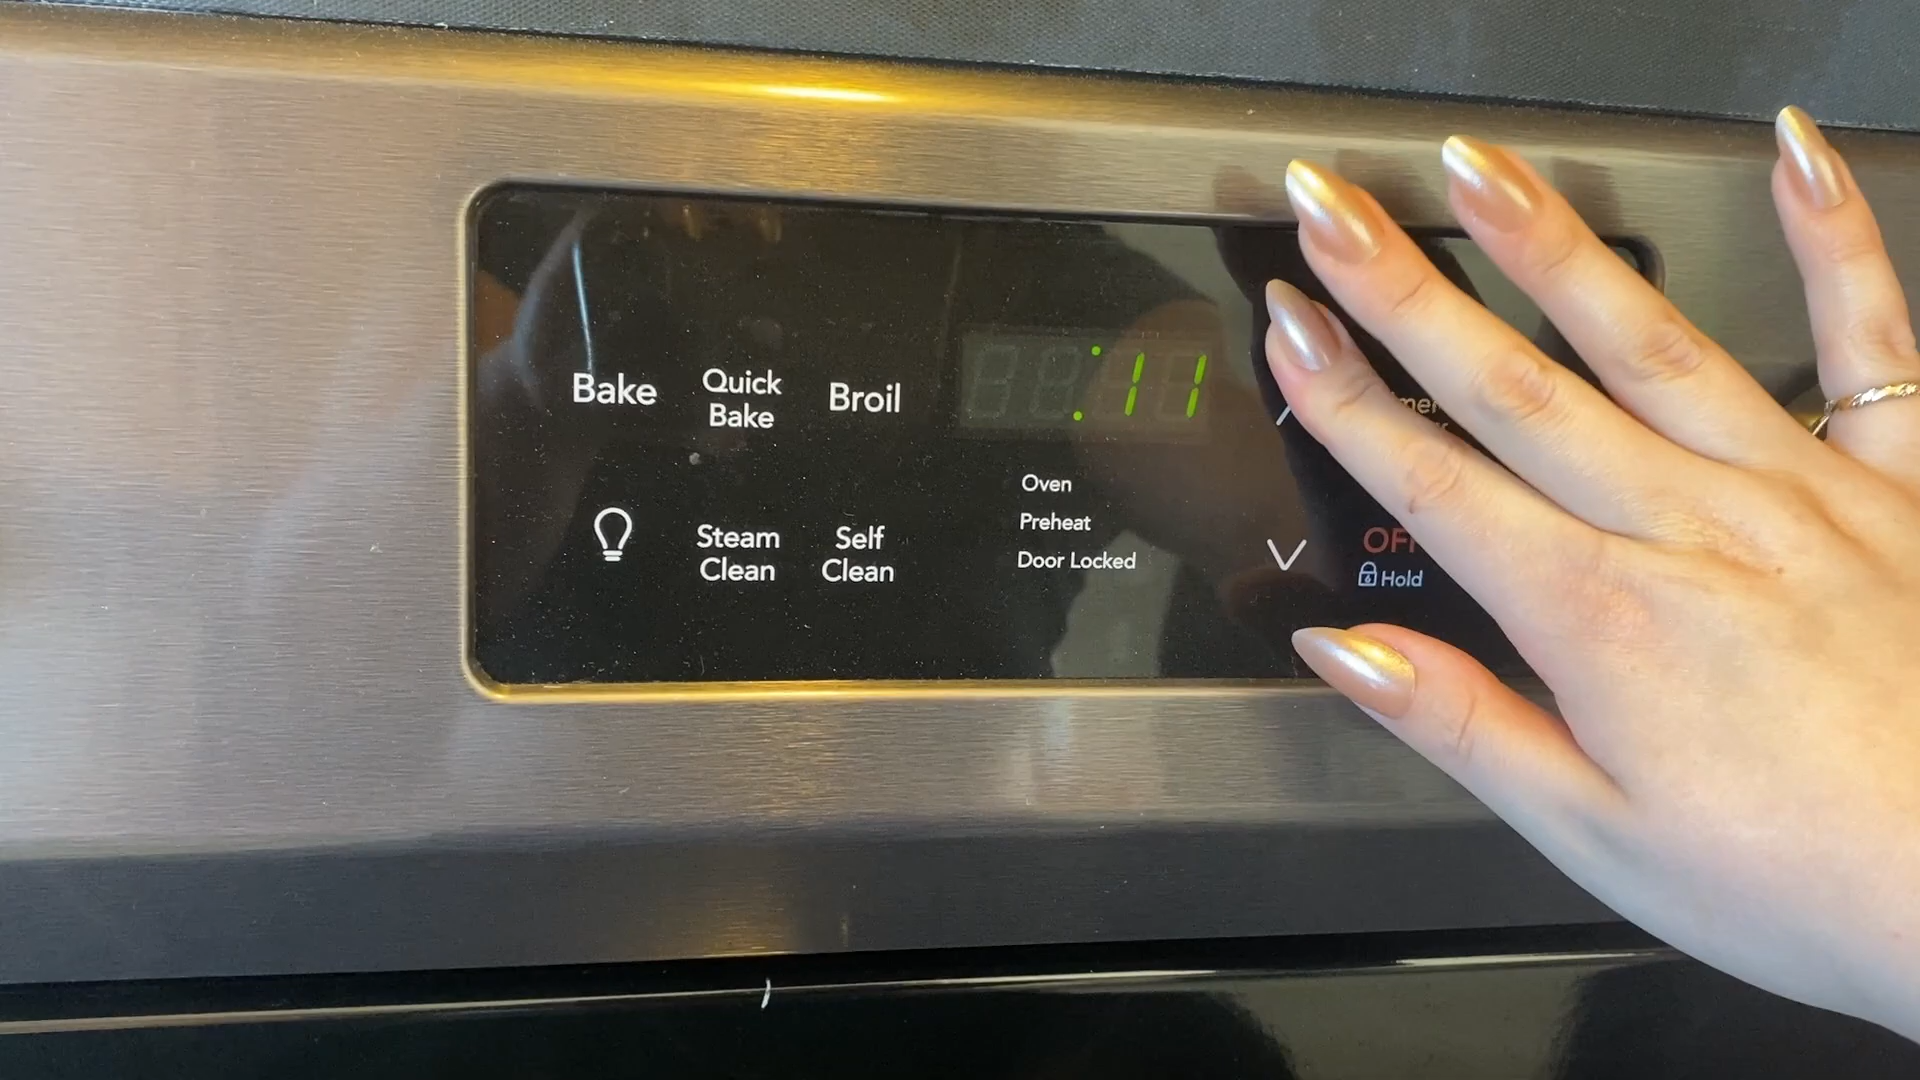 Bake
Quick
Bake
Broil
:11
Steam
Clean
Self
Clean
Oven
Preheat
Door Locked
Hold